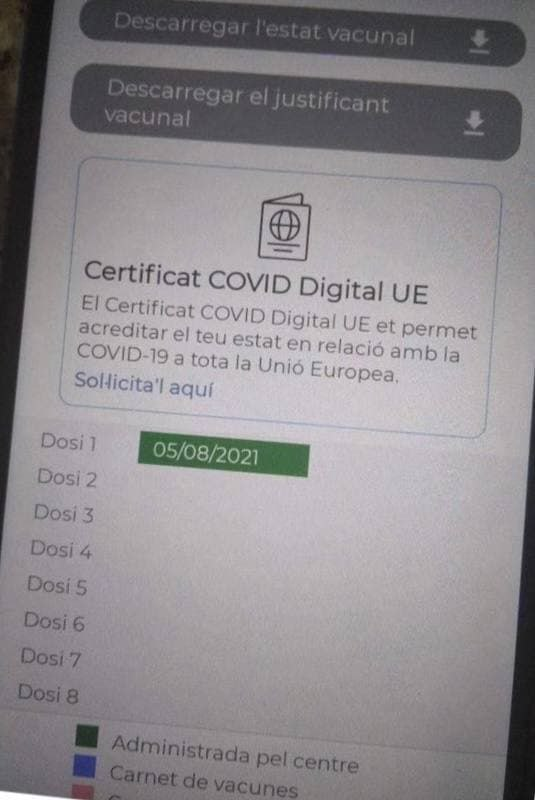 Descarregar l'estat vacunal
Descarregar el justificant
vacunal
Certificat COVID Digital UE
El Certificat COVID Digital UE et permet
acreditar el teu estat en relació amb la
COVID-19 a tota la Unió Europea.
Sol·licita'l aquí
Dosi 1 05/08/2021
Dosi 2
Dosi 3
Dosi 4
Dosi 5
Dosi 6
Dosi 7
Dosi 8
Administrada pel centre
Carnet de vacunes